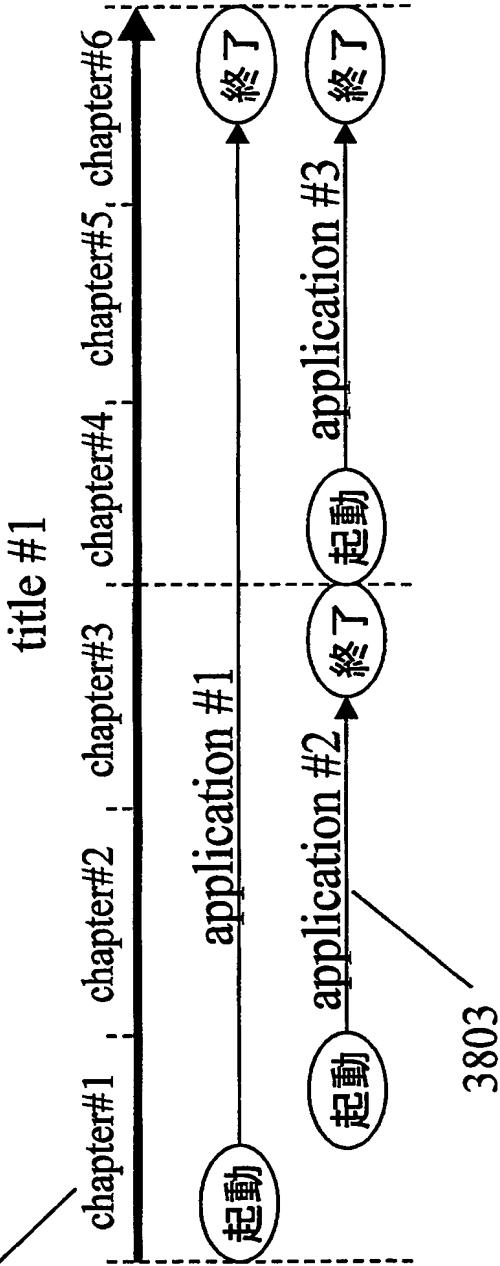 title #1
chapter#1 chapter#2 chapter#3 chapter#4, chapter#5, chapter#6
application #1
起動 終了
application #2 application #3
起動 終了 起動 終了
3803